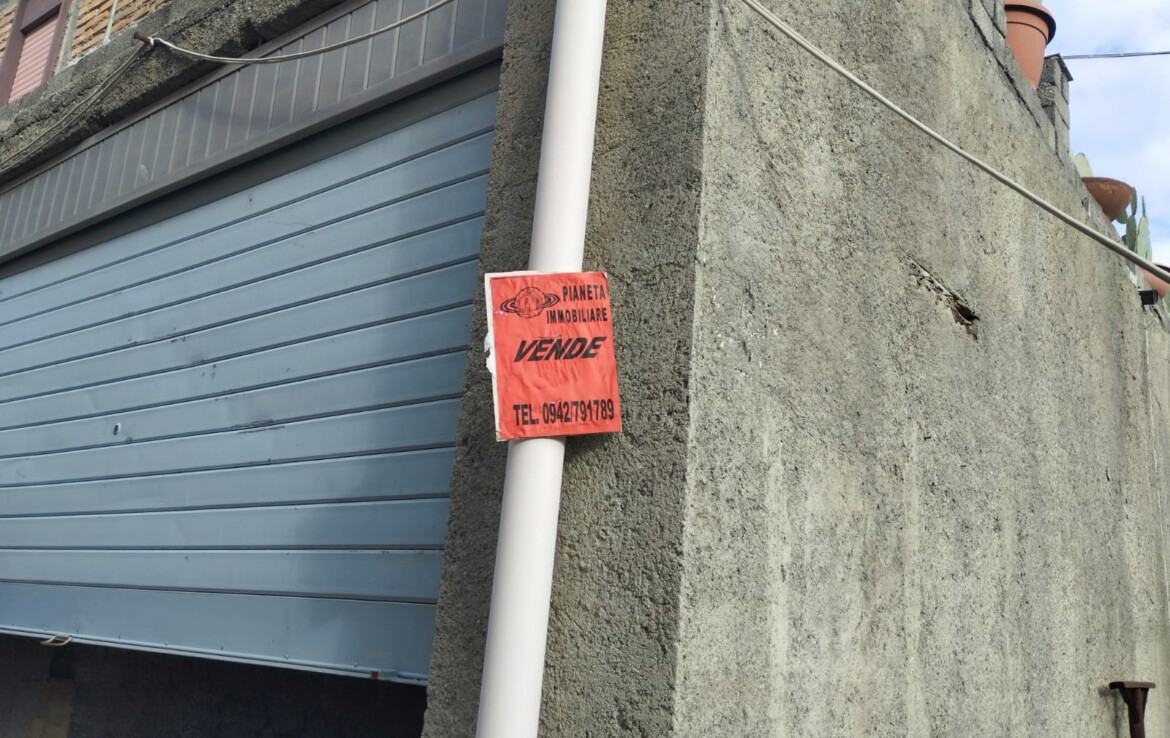 PIANETA
IMMOBILIARE
VENDE
TEL. 0942/791789